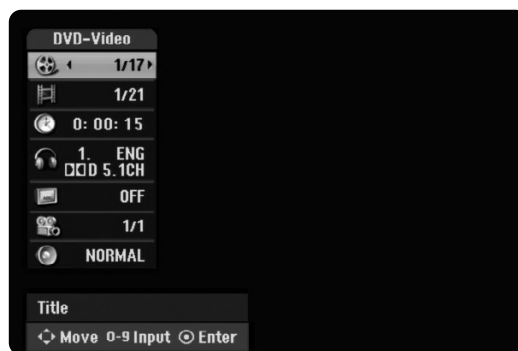 DVD-Video
1/17
1/21
0: 00: 15
1. ENG
D 5.1CH
OFF
1/1
NORMAL
Title
Move 0-9 Input Enter